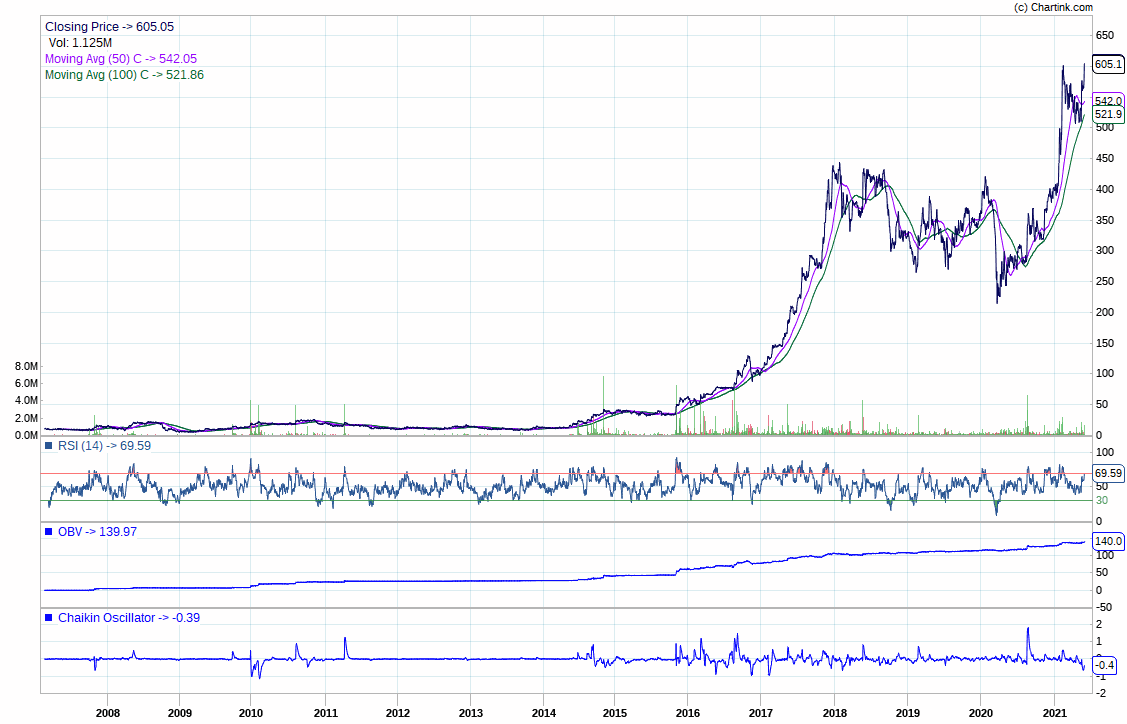 (c) Chartink.com
Closing Price -> 605.05
Vol: 1.125M
Moving Avg (50) C -> 542.05
Moving Avg (100) C -> 521.86
650
605.1
542.0
521.9
500
450
400
350
300
250
200
150
100
50
0
8.0M
6.0M
4.0M
2.0M
0.0M
RSI (14) -> 69.59
100
69.59
50
30
0
OBV -> 139.97
140.0
100
50
0
-50
Chaikin Oscillator -> -0.39
2
1
-0.4
-1
-2
2008 2009 2010 2011 2012 2013 2014 2015 2016 2017 2018 2019 2020 2021